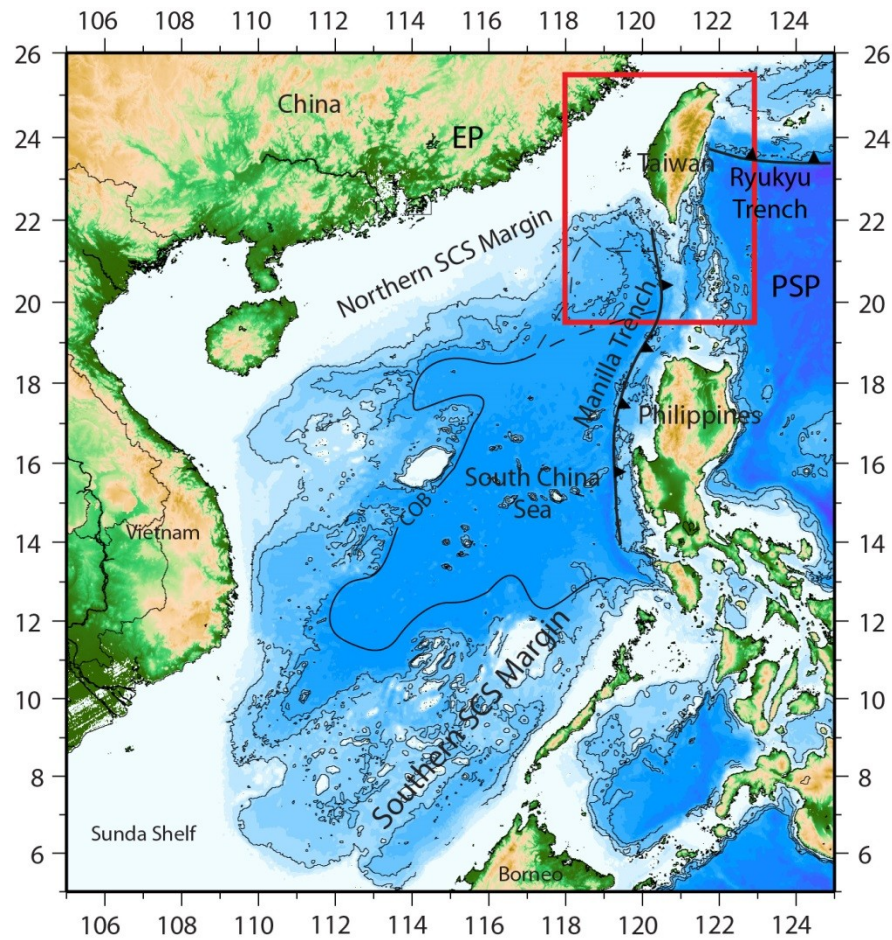 106 108 110 112 114 116 118 120 122 124
26 26
China
24 EP 24
Taiwan
Ryukyu
Trench
22 22
Northern SCS Margin
PSP
20 20
Manilla Trench
18 18
Philippines
16 16
South China
Sea
COB
14 14
Vietnam
12 12
Southern SCS Margin
10 10
8 8
Sunda Shelf
6 6
Borneo
106 108 110 112 114 116 118 120 122 124